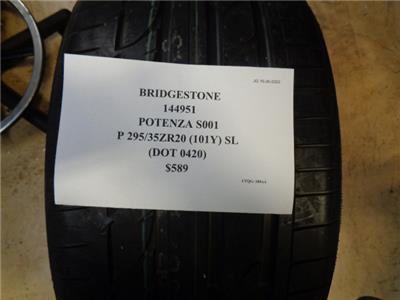 BRIDGESTONE
144951
POTENZA S001
P 295/35ZR20 (101Y) SL
(DOT 0420)
$589